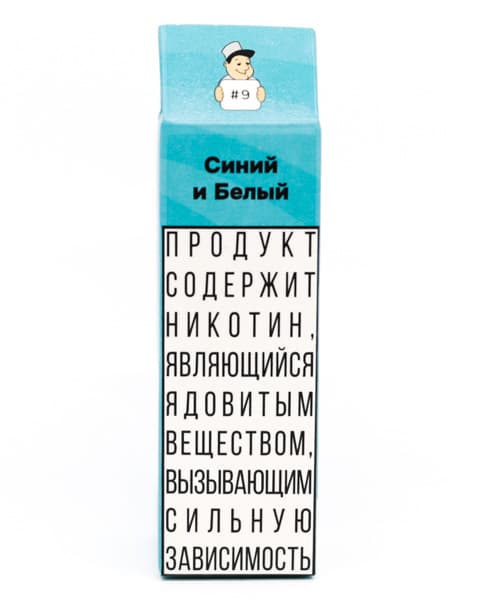 #9
Синий
и Белый
ПРОДУКТ
СОДЕРЖИТ
НИКОТИН,
ЯВЛЯЮЩИЙСЯ
ЯДОВИТЫМ
ВЕЩЕСТВОМ,
ВЫЗЫВАЮЩИМ
СИЛЬНУЮ
ЗАВИСИМОСТЬ